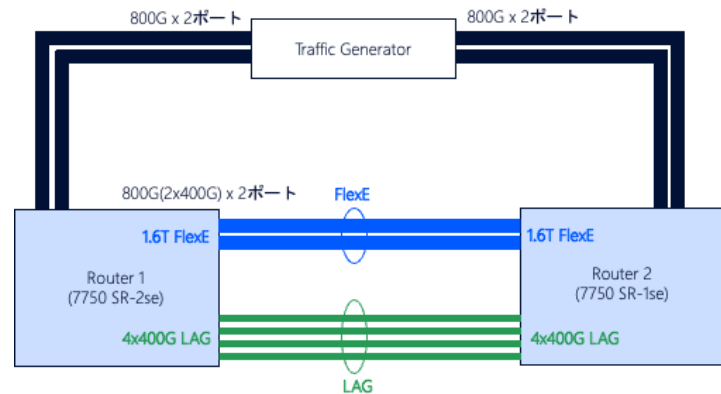 800G x 2ポート
800G x 2ポート
Traffic Generator
800G(2x400G) x 2ポート
FlexE
1.6T FlexE
1.6T FlexE
Router 1
(7750 SR-2se)
Router 2
(7750 SR-1se)
4x400G LAG
4x400G LAG
LAG